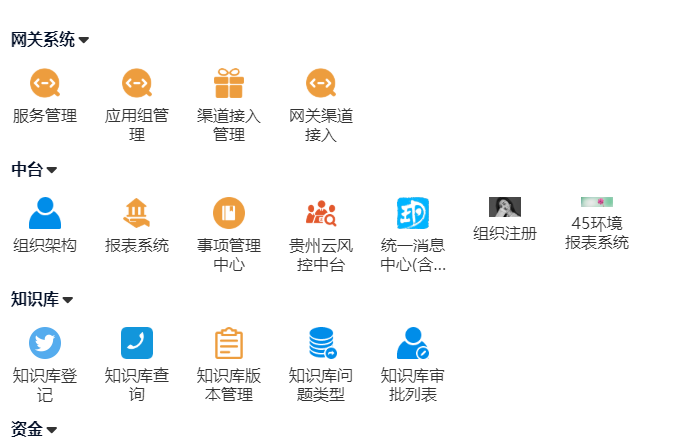 网关系统
服务管理
应用组管
理
渠道接入
管理
网关渠道
接入
中台
组织架构
报表系统
事项管理
中心
贵州云风
控中台
统一消息
中心(含...
组织注册
45环境
报表系统
知识库
知识库登
记
知识库查
询
知识库版
本管理
知识库问
题类型
知识库审
批列表
资金